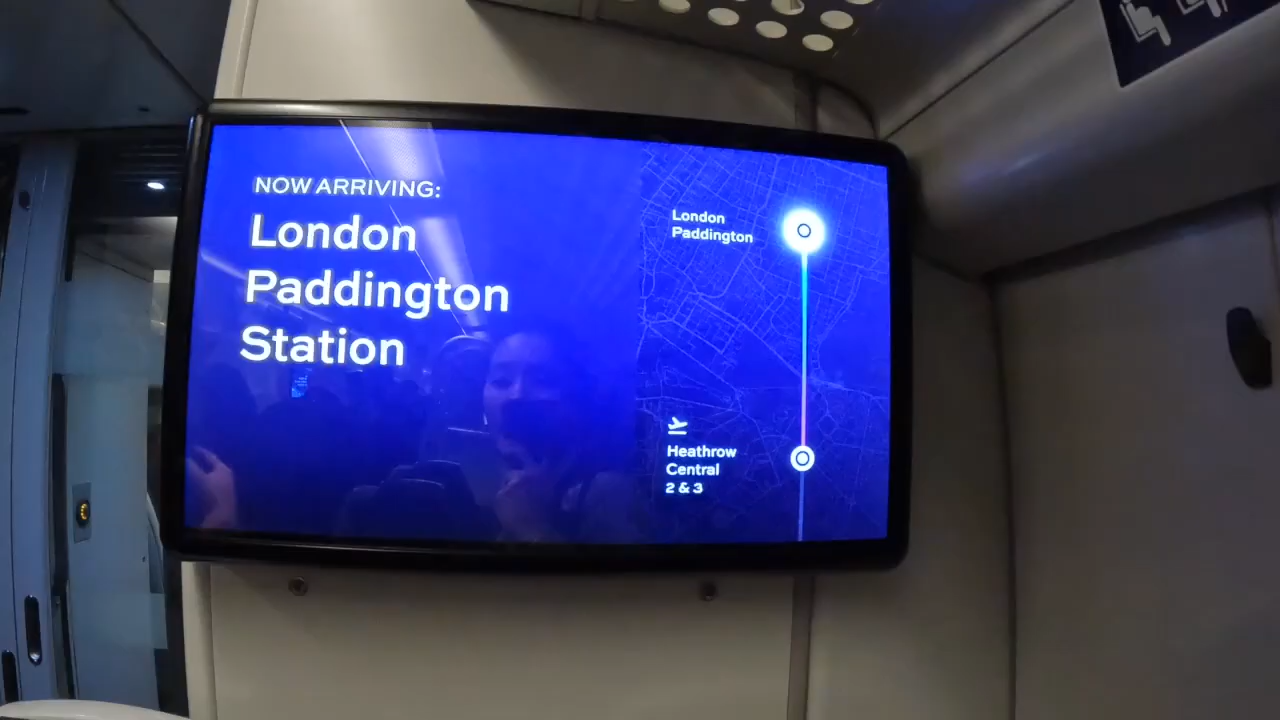 NOW ARRIVING:
London
Paddington
Station
London
Paddington
Heathrow
Central
2 & 3